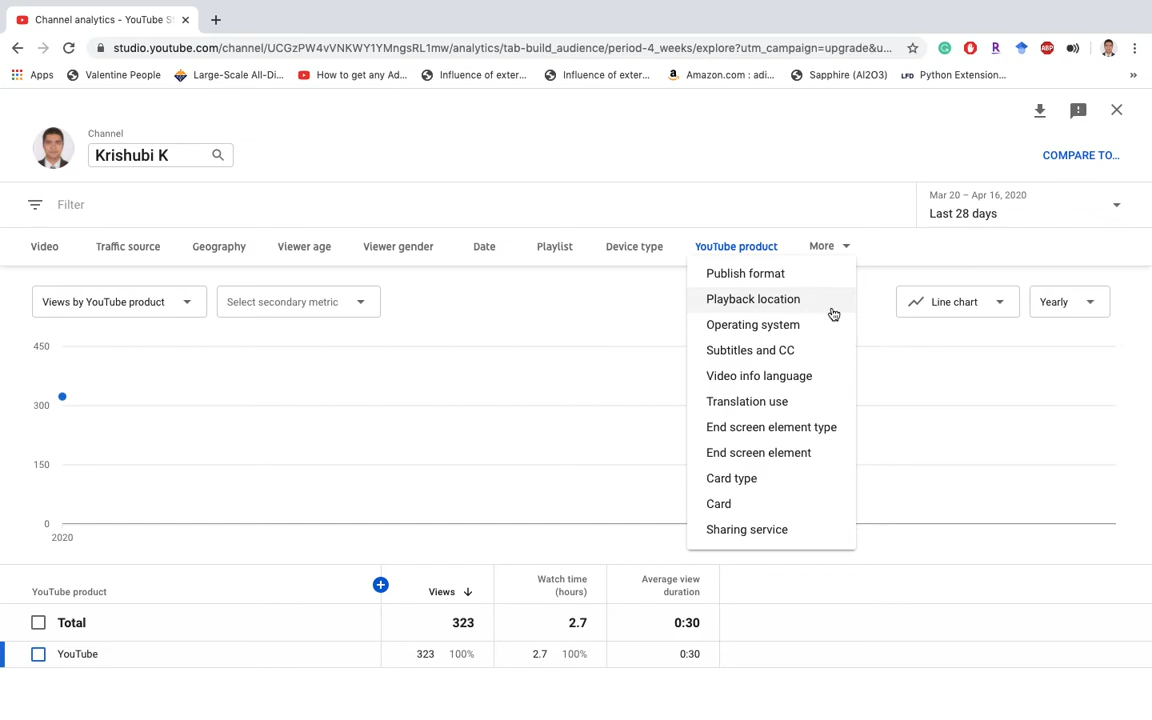 Channel analytics - YouTube S
studio.youtube.com/channel/UCGzPW4vVNKWY1YMngsRL1mw/analytics/tab-build_audience/period-4_weeks/explore?utm_campaign=upgrade&u...
ABP
R
Apps Valentine People Large-Scale All-Di... How to get any Ad... Influence of exter... Influence of exter... Amazon.com : adi... Sapphire (Al2O3) LFD Python Extension... »
Channel
Krishubi K
COMPARE TO...
Filter
Mar 20 – Apr 16, 2020
Last 28 days
Video Traffic source Geography Viewer age Viewer gender Date Playlist Device type YouTube product More
Publish format
Playback location
Operating system
Subtitles and CC
Video info language
Translation use
End screen element type
End screen element
Card type
Card
Sharing service
Views by YouTube product Select secondary metric Line chart Yearly
450
300
150
0
2020
YouTube product Views Watch time (hours) Average view duration
Total 323 2.7 0:30
YouTube 323 100% 2.7 100% 0:30